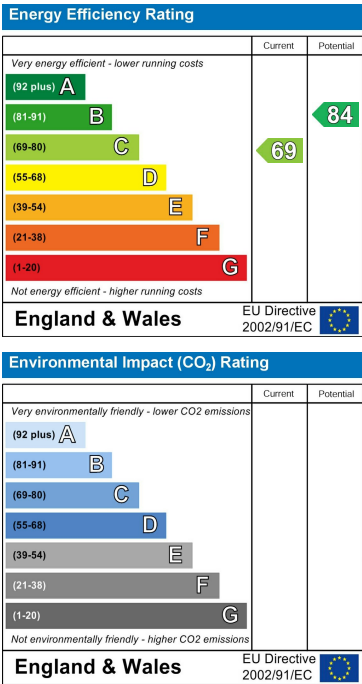 Energy Efficiency Rating
Current Potential
Very energy efficient - lower running costs
(92 plus) A
(81-91) B
84
(69-80) C
69
(55-68) D
(39-54) E
(21-38) F
(1-20) G
Not energy efficient - higher running costs
England & Wales
EU Directive
2002/91/EC
Environmental Impact (CO₂) Rating
Current Potential
Very environmentally friendly - lower CO2 emissions
(92 plus) A
(81-91) B
(69-80) C
(55-68) D
(39-54) E
(21-38) F
(1-20) G
Not environmentally friendly - higher CO2 emissions
England & Wales
EU Directive
2002/91/EC